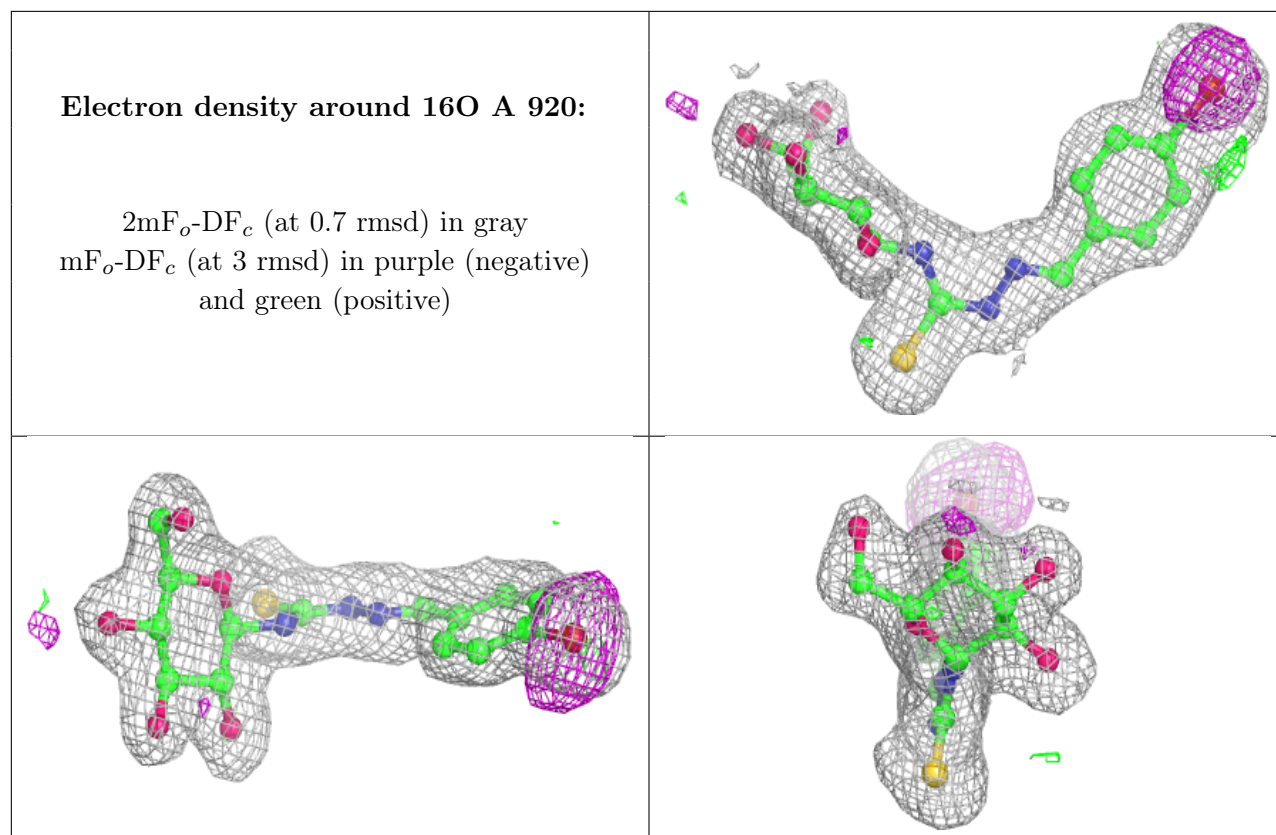 Electron density around 16O A 920:
2mFo-DFc (at 0.7 rmsd) in gray
mFo-DFc (at 3 rmsd) in purple (negative)
and green (positive)